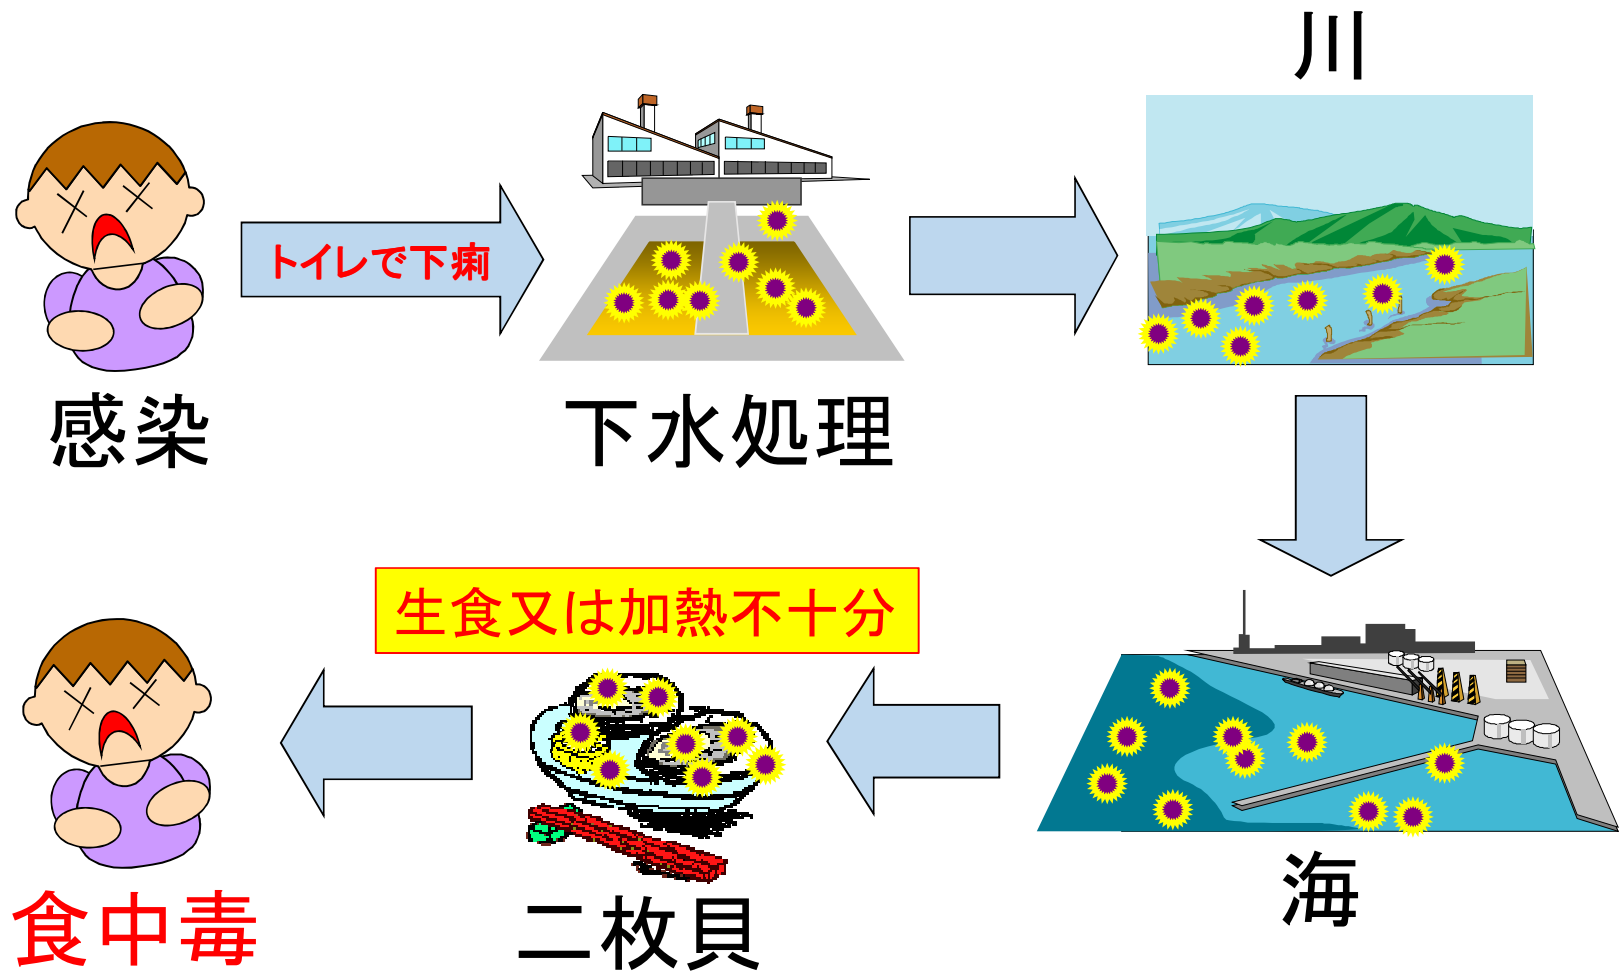 川
トイレで下痢
感染
下水処理
生食又は加熱不十分
海
二枚貝
食中毒